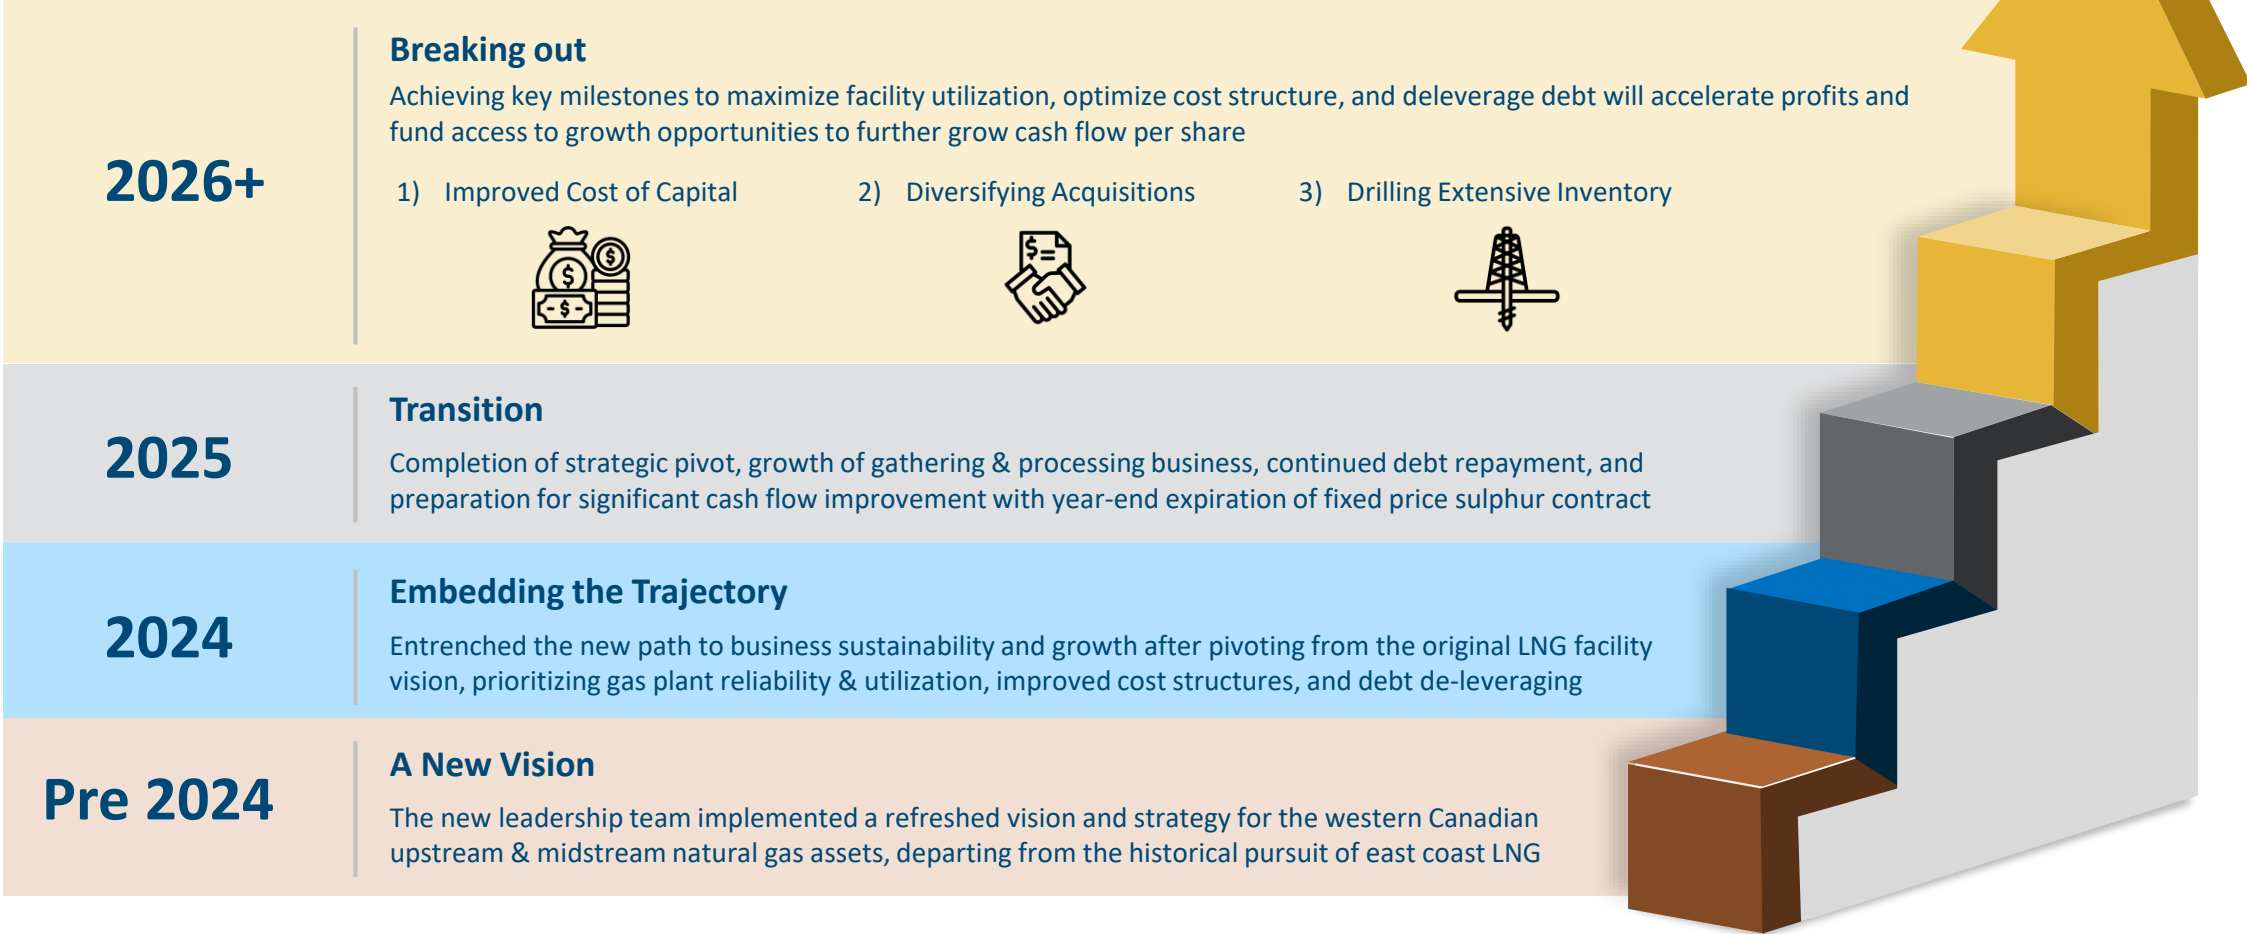 2026+
Breaking out
Achieving key milestones to maximize facility utilization, optimize cost structure, and deleverage debt will accelerate profits and
fund access to growth opportunities to further grow cash flow per share
1) Improved Cost of Capital
2) Diversifying Acquisitions
3) Drilling Extensive Inventory
$
$
- $ -
$=
2025
Transition
Completion of strategic pivot, growth of gathering & processing business, continued debt repayment, and
preparation for significant cash flow improvement with year-end expiration of fixed price sulphur contract
2024
Embedding the Trajectory
Entrenched the new path to business sustainability and growth after pivoting from the original LNG facility
vision, prioritizing gas plant reliability & utilization, improved cost structures, and debt de-leveraging
Pre 2024
A New Vision
The new leadership team implemented a refreshed vision and strategy for the western Canadian
upstream & midstream natural gas assets, departing from the historical pursuit of east coast LNG